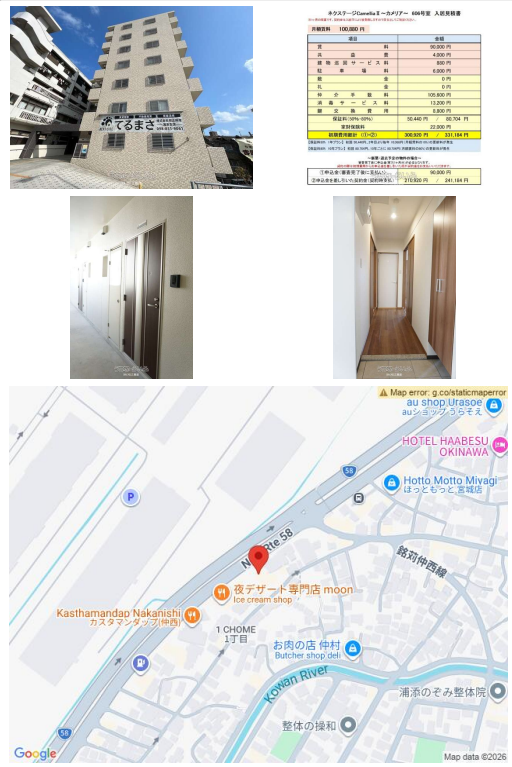 てるまさ
ネクステージCamelliaⅡ～カメリアⅡ～ 606号室 入居見積書
月額賃料 100,880 円
項目 金額
賃 料 90,000 円
共 益 費 4,000 円
建物巡回サービス料 880 円
駐 車 場 料 6,000 円
敷 金 0 円
礼 金 0 円
仲 介 手 数 料 105,600 円
消毒サービス料 13,200 円
鍵 交 換 費 用
保証料(50%/80%) 50,440 円 / 80,704 円
家財保険料 22,000 円
初期費用総計 (①+②) 300,920 円 / 331,184 円
90,000 円
210,920 円 / 241,184 円
Map error: g.co/staticmaperror
au shop Urasoe
auショップ うらそえ
HOTEL HAABESU
OKINAWA
58
Hotto Motto Miyagi
ほっともっと 宮城店
P
銘苅仲西線
夜デザート専門店 moon
Ice cream shop
Kasthamandap Nakanishi
カスタマンダップ(仲西)
1 CHOME
1丁目
お肉の店 仲村
Butcher shop deli
Kowan River
浦添のぞみ整体院
整体の操和
58
Google
Map data ©2026